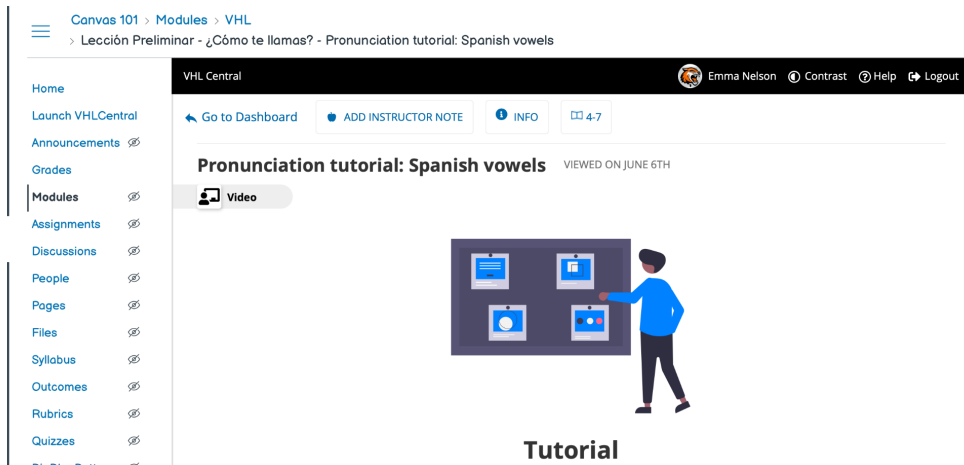 Canvas 101 > Modules > VHL
> Lección Preliminar - ¿Cómo te llamas? - Pronunciation tutorial: Spanish vowels
Home
Launch VHLCentral
Announcements
Grades
Modules
Assignments
Discussions
People
Pages
Files
Syllabus
Outcomes
Rubrics
Quizzes
VHL Central
Emma Nelson Contrast Help Logout
Go to Dashboard ADD INSTRUCTOR NOTE INFO 4-7
Pronunciation tutorial: Spanish vowels VIEWED ON JUNE 6TH
Video
Tutorial